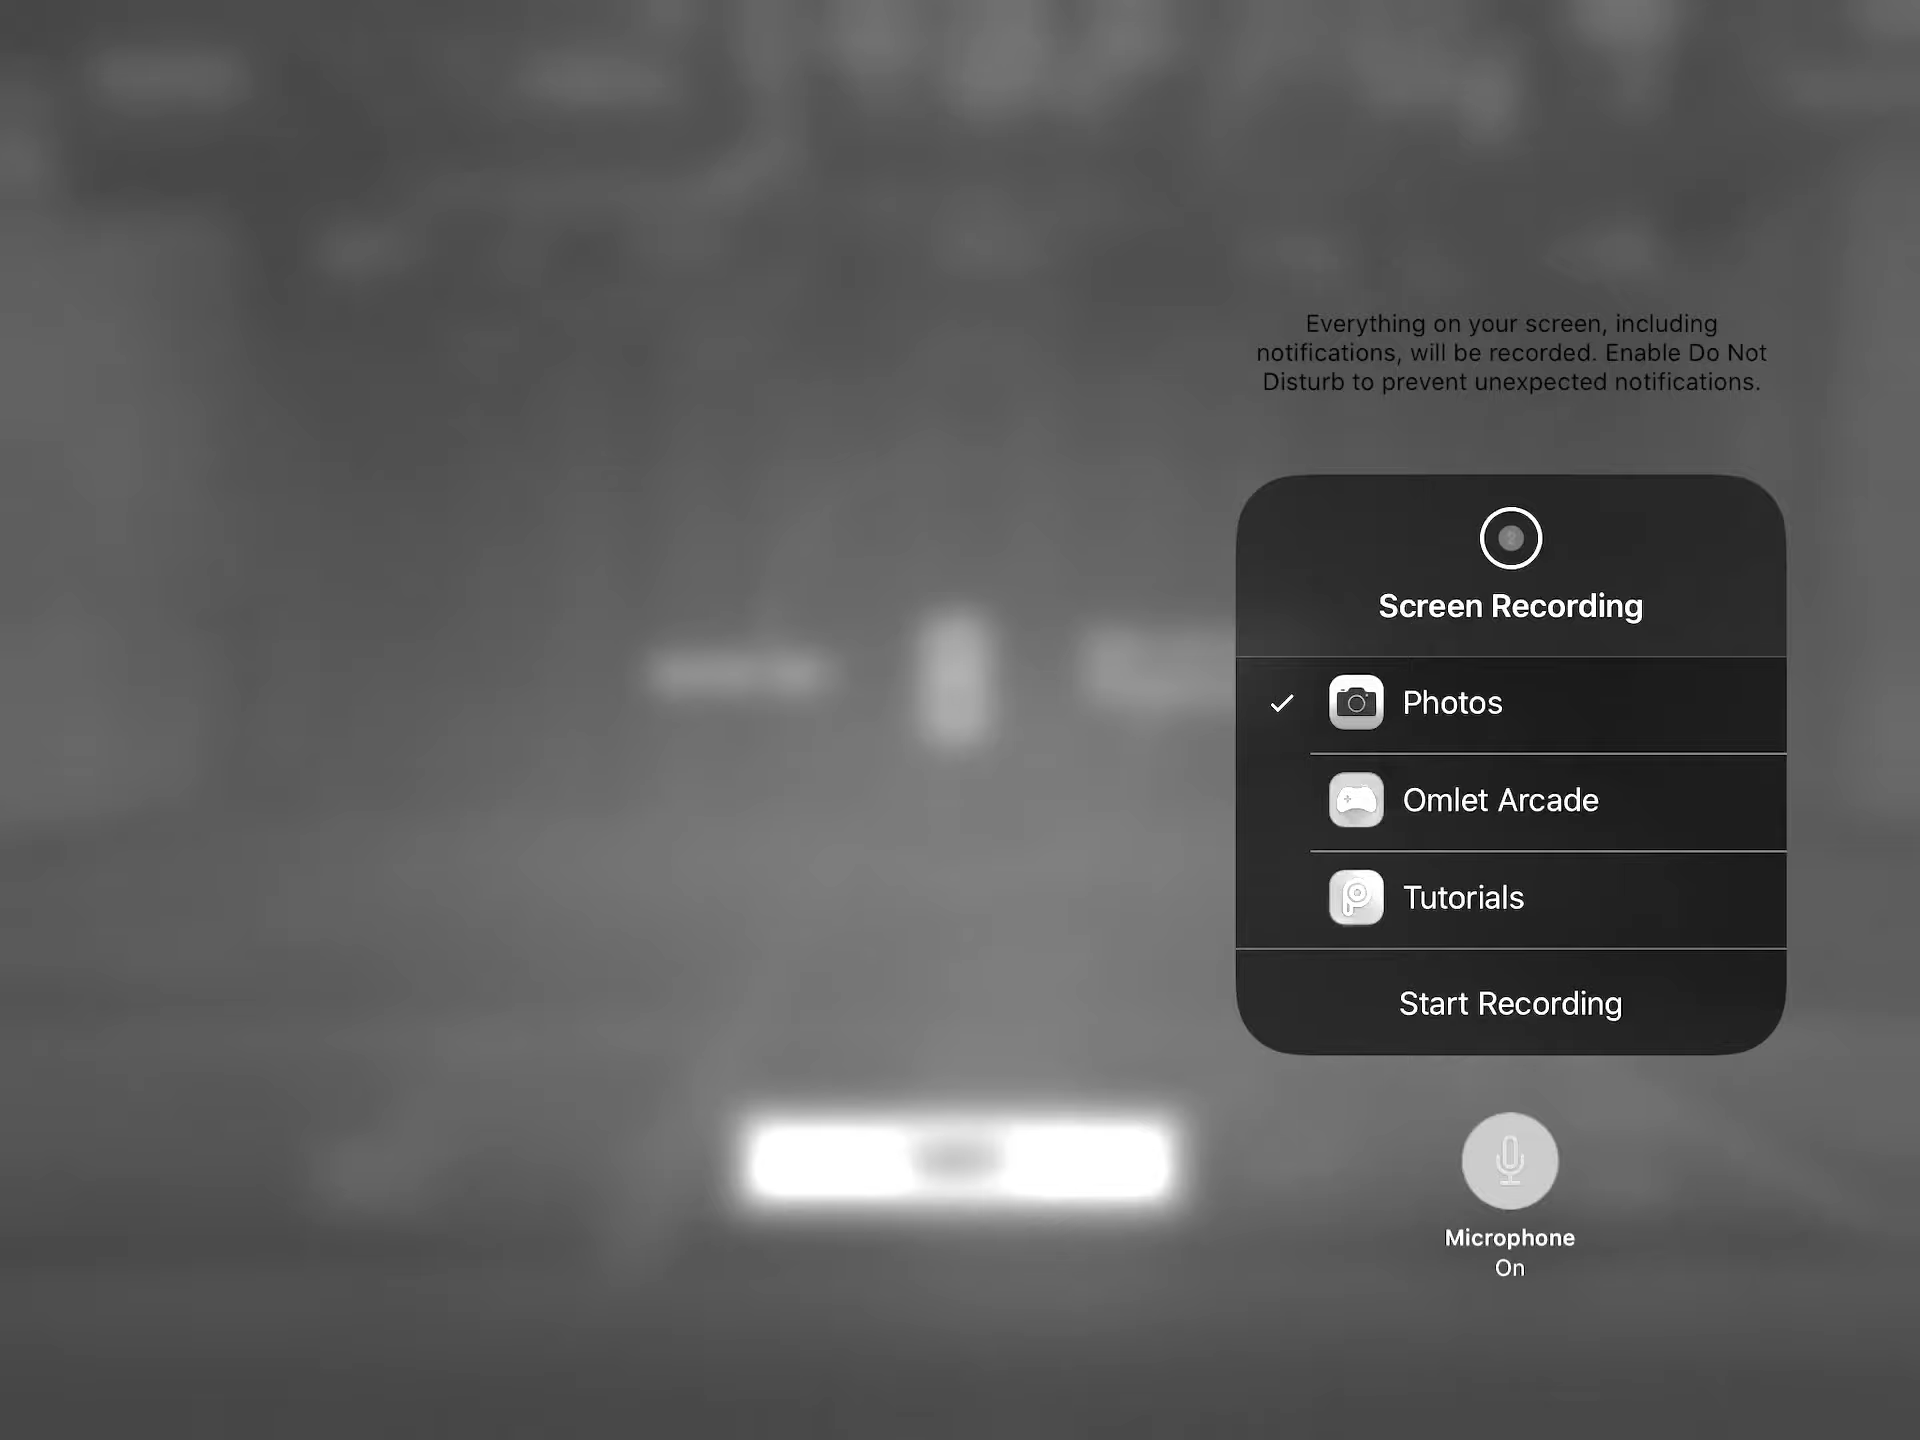 Everything on your screen, including
notifications, will be recorded. Enable Do Not
Disturb to prevent unexpected notifications.
Screen Recording
Photos
Omlet Arcade
Tutorials
Start Recording
Microphone
On